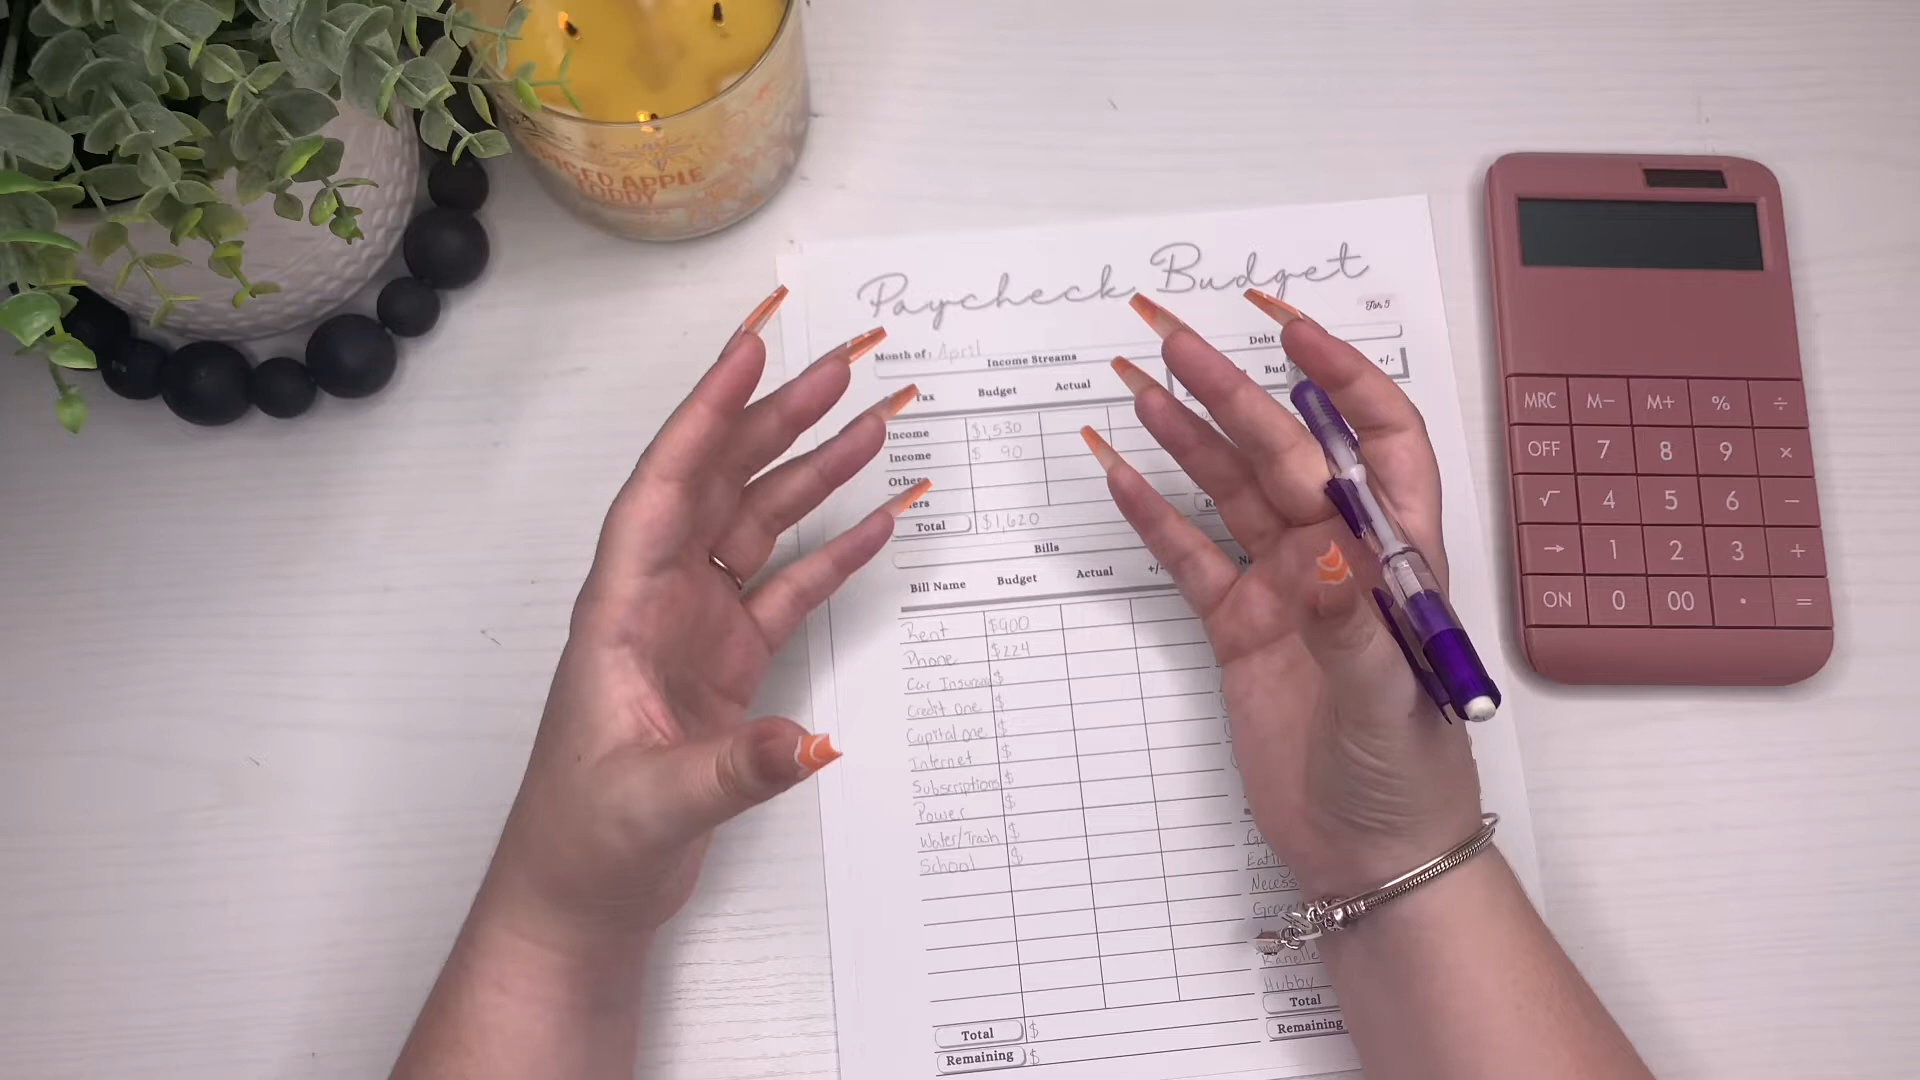 SPICED APPLE
TODDY
Paycheck Budget
Month of: April
Income Streams
Debt
Tax Budget Actual
+/-
Income $1,530
Income $ 90
Others
Total $1,620
Bills
Bill Name Budget Actual +/-
Rent $900
Phone $224
Car Insurance $
Credit One $
Capital one $
Internet $
Subscriptions $
Power $
Water/Trash $
School $
Total $
Remaining $
Kanelle
Hubby
Total
Remaining
MRC M− M+ % ÷
OFF 7 8 9 ×
√ 4 5 6 −
→ 1 2 3 +
ON 0 00 · =